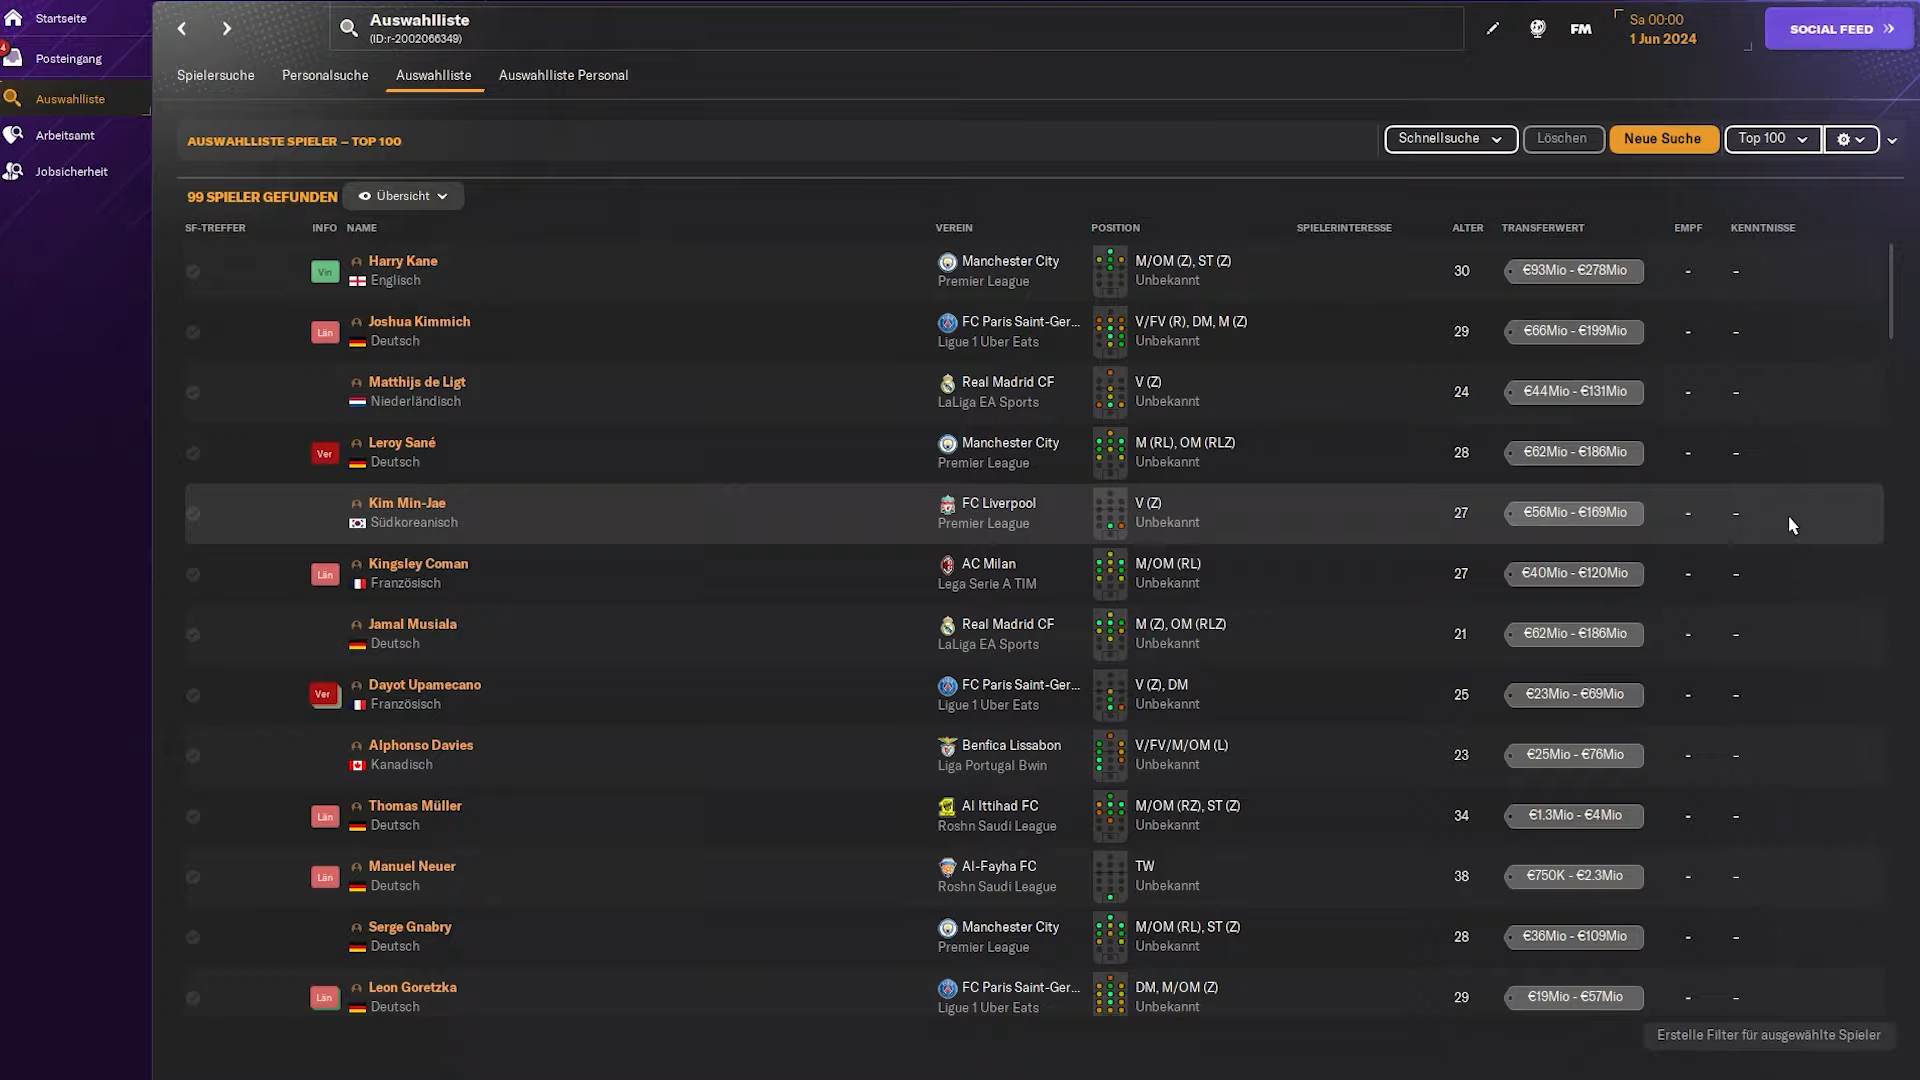 Startseite
4
Posteingang
Auswahlliste
Arbeitsamt
Jobsicherheit
Auswahlliste
(ID:r-2002066349)
FM
Sa 00:00
1 Jun 2024
SOCIAL FEED
Spielersuche Personalsuche Auswahlliste Auswahlliste Personal
AUSWAHLLISTE SPIELER – TOP 100
Schnellsuche Löschen Neue Suche Top 100
99 SPIELER GEFUNDEN Übersicht
SF-TREFFER INFO NAME VEREIN POSITION SPIELERINTERESSE ALTER TRANSFERWERT EMPF KENNTNISSE
Vin Harry Kane Manchester City M/OM (Z), ST (Z) 30 €93Mio - €278Mio - -
Englisch Premier League Unbekannt
Län Joshua Kimmich FC Paris Saint-Ger... V/FV (R), DM, M (Z) 29 €66Mio - €199Mio - -
Deutsch Ligue 1 Uber Eats Unbekannt
Matthijs de Ligt Real Madrid CF V (Z) 24 €44Mio - €131Mio - -
Niederländisch LaLiga EA Sports Unbekannt
Ver Leroy Sané Manchester City M (RL), OM (RLZ) 28 €62Mio - €186Mio - -
Deutsch Premier League Unbekannt
Kim Min-Jae FC Liverpool V (Z) 27 €56Mio - €169Mio - -
Südkoreanisch Premier League Unbekannt
Län Kingsley Coman AC Milan M/OM (RL) 27 €40Mio - €120Mio - -
Französisch Lega Serie A TIM Unbekannt
Jamal Musiala Real Madrid CF M (Z), OM (RLZ) 21 €62Mio - €186Mio - -
Deutsch LaLiga EA Sports Unbekannt
Ver Dayot Upamecano FC Paris Saint-Ger... V (Z), DM 25 €23Mio - €69Mio - -
Französisch Ligue 1 Uber Eats Unbekannt
Alphonso Davies Benfica Lissabon V/FV/M/OM (L) 23 €25Mio - €76Mio - -
Kanadisch Liga Portugal Bwin Unbekannt
Län Thomas Müller Al Ittihad FC M/OM (RZ), ST (Z) 34 €1.3Mio - €4Mio - -
Deutsch Roshn Saudi League Unbekannt
Län Manuel Neuer Al-Fayha FC TW 38 €750K - €2.3Mio - -
Deutsch Roshn Saudi League Unbekannt
Serge Gnabry Manchester City M/OM (RL), ST (Z) 28 €36Mio - €109Mio - -
Deutsch Premier League Unbekannt
Län Leon Goretzka FC Paris Saint-Ger... DM, M/OM (Z) 29 €19Mio - €57Mio - -
Deutsch Ligue 1 Uber Eats Unbekannt
Erstelle Filter für ausgewählte Spieler